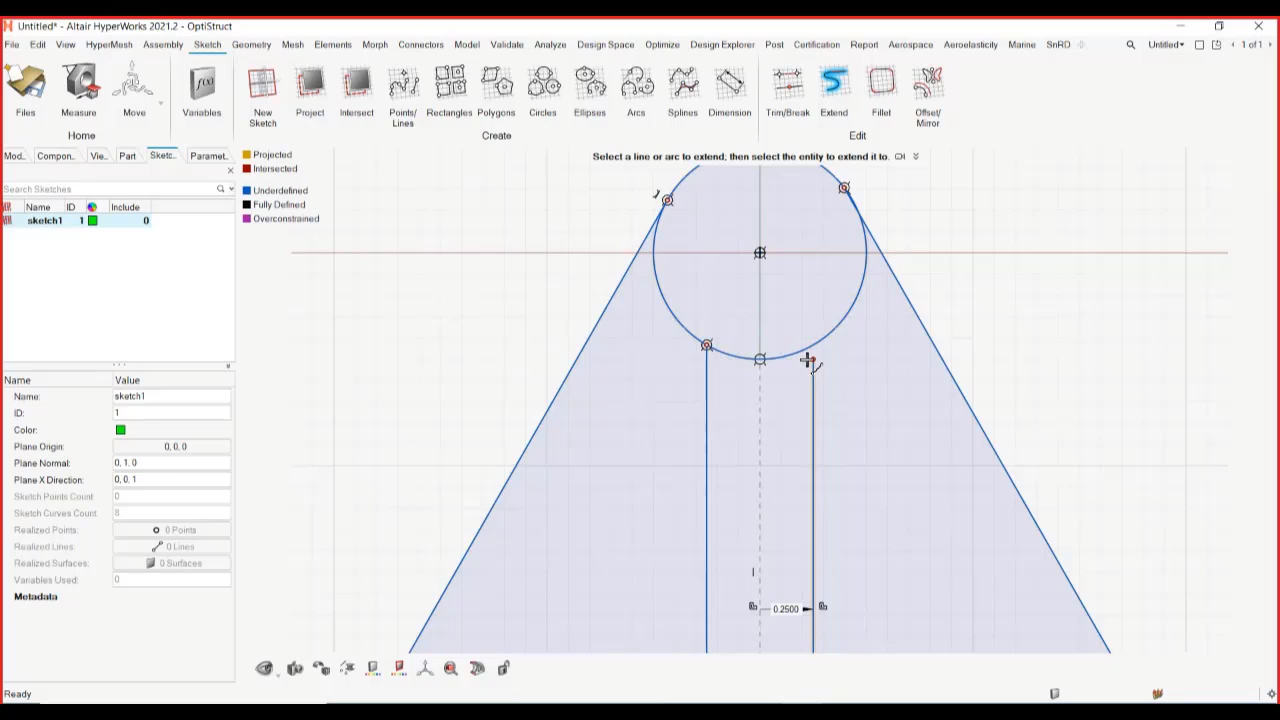 Untitled* - Altair HyperWorks 2021.2 - OptiStruct
File Edit View HyperMesh Assembly Sketch Geometry Mesh Elements Morph Connectors Model Validate Analyze Design Space Optimize Design Explorer Post Certification Report Aerospace Aeroelasticity Marine SnRD Untitled 1 of 1
Files Measure Move Variables New Sketch Project Intersect Points/ Lines Rectangles Polygons Circles Ellipses Arcs Splines Dimension Trim/Break Extend Fillet Offset/ Mirror
Home Create Edit
Mod.. Compon.. Vie.. Part Sketc.. Paramet..
Search Sketches
Name ID Include
sketch1 1 0
Projected
Intersected
Underdefined
Fully Defined
Overconstrained
Select a line or arc to extend; then select the entity to extend it to.
0.2500
Name Value
Name: sketch1
ID: 1
Color:
Plane Origin: 0, 0, 0
Plane Normal: 0, 1, 0
Plane X Direction: 0, 0, 1
Sketch Points Count 0
Sketch Curves Count 8
Realized Points: 0 Points
Realized Lines: 0 Lines
Realized Surfaces: 0 Surfaces
Variables Used: 0
Metadata
Ready